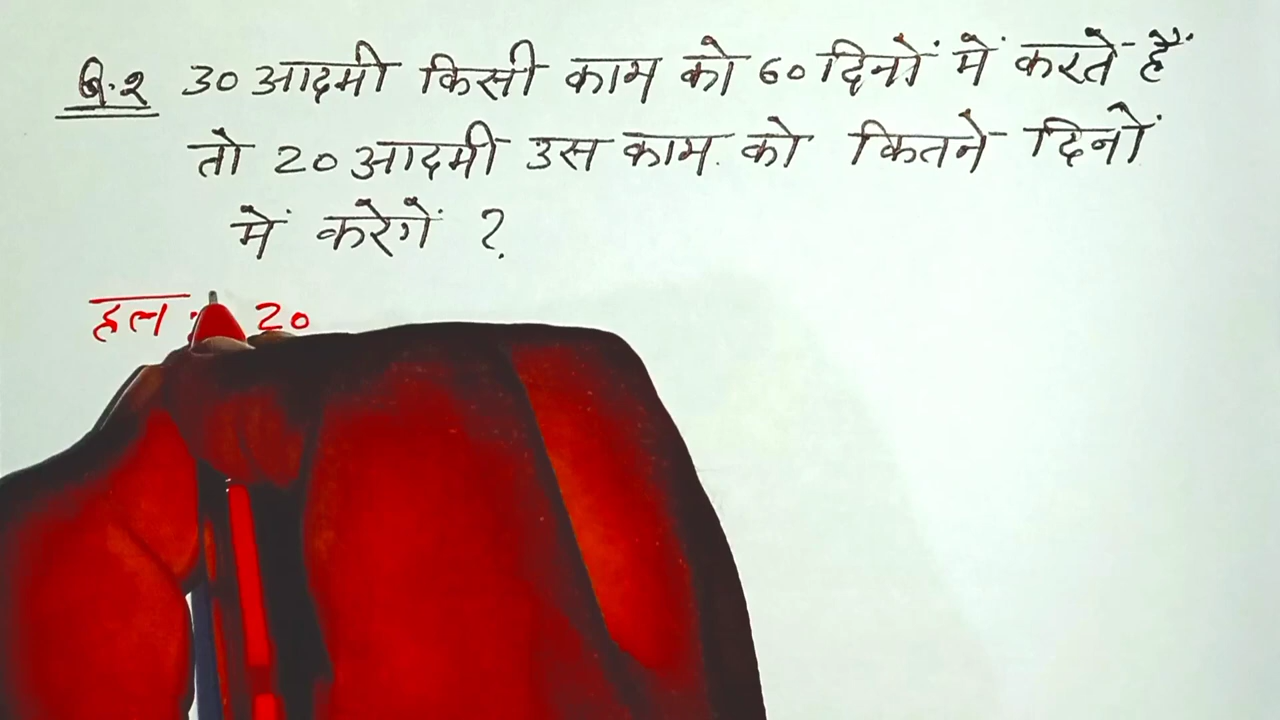 Q.2 30 आदमी किसी काम को 60 दिनों में करते हैं
तो 20 आदमी उस काम को कितने दिनों
में करेगें ?
हल : 20